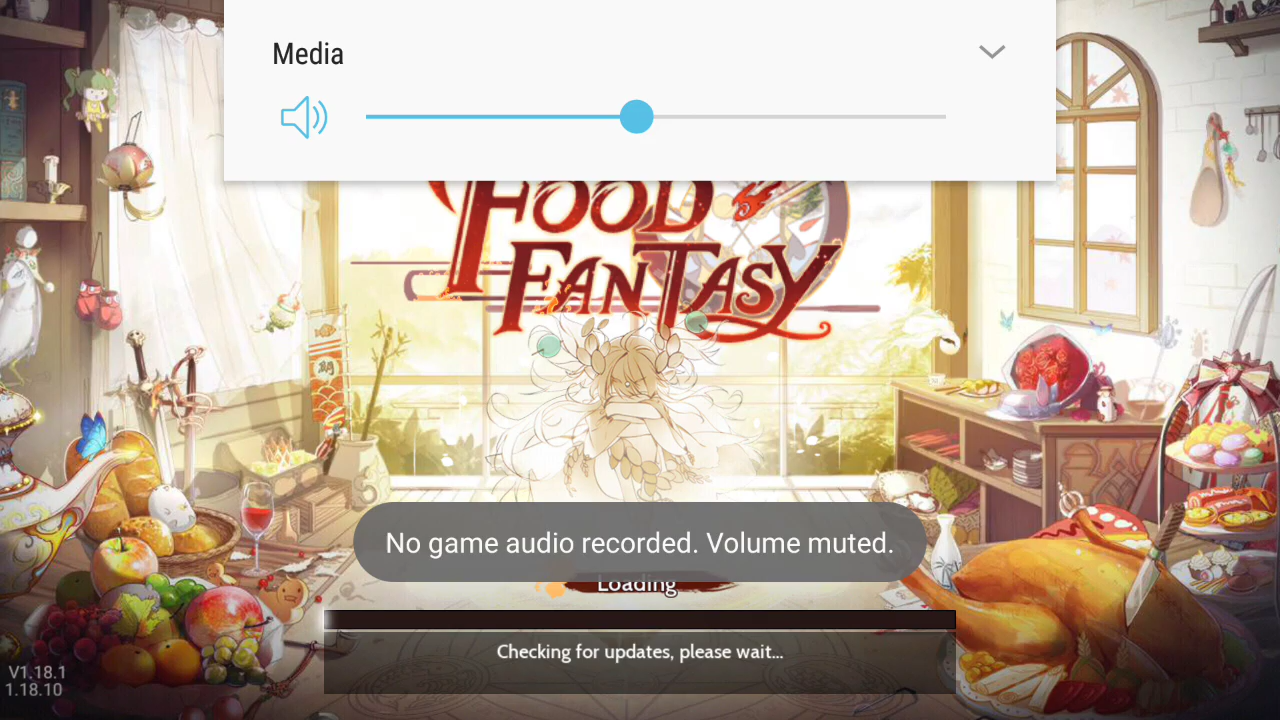 Media
FOOD
FANTASY
鯛
No game audio recorded. Volume muted.
Loading
Checking for updates, please wait...
V1.18.1
1.18.10